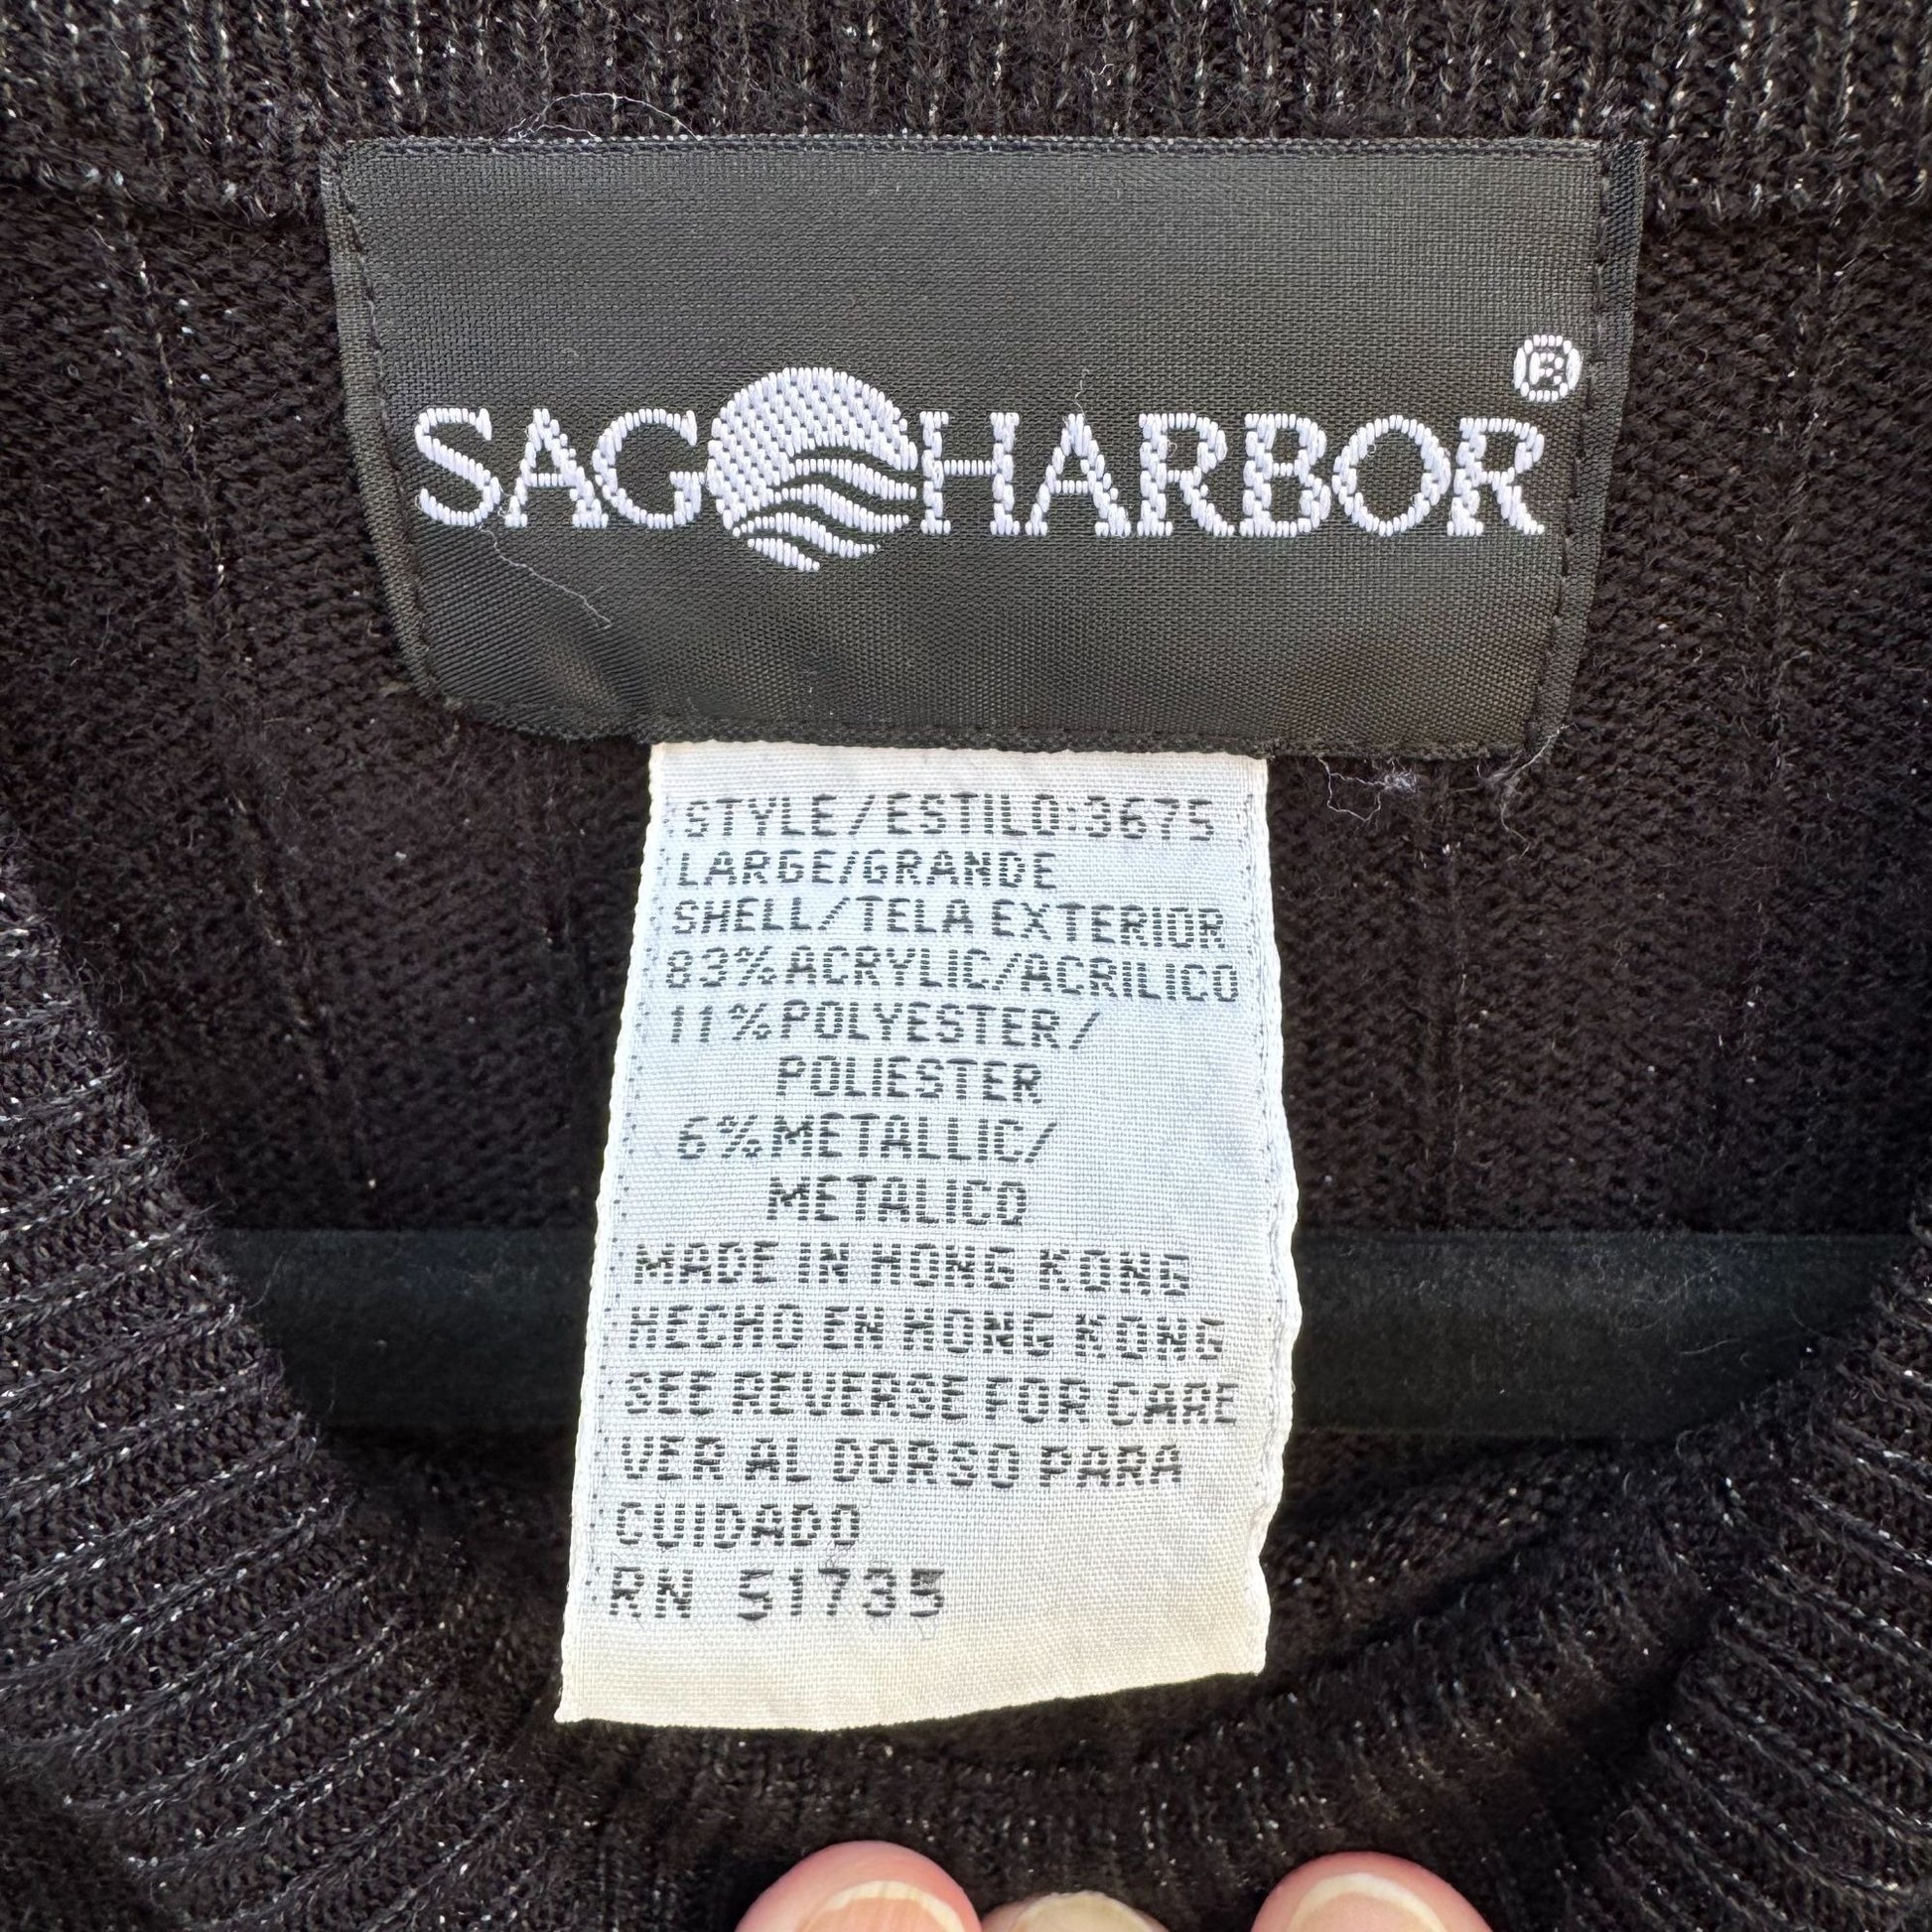 SAG HARBOR®
STYLE/ESTILO:3675
LARGE/GRANDE
SHELL/TELA EXTERIOR
83% ACRYLIC/ACRILICO
11% POLYESTER/
POLIESTER
6% METALLIC/
METALICO
MADE IN HONG KONG
HECHO EN HONG KONG
SEE REVERSE FOR CARE
VER AL DORSO PARA
CUIDADO
RN 51735